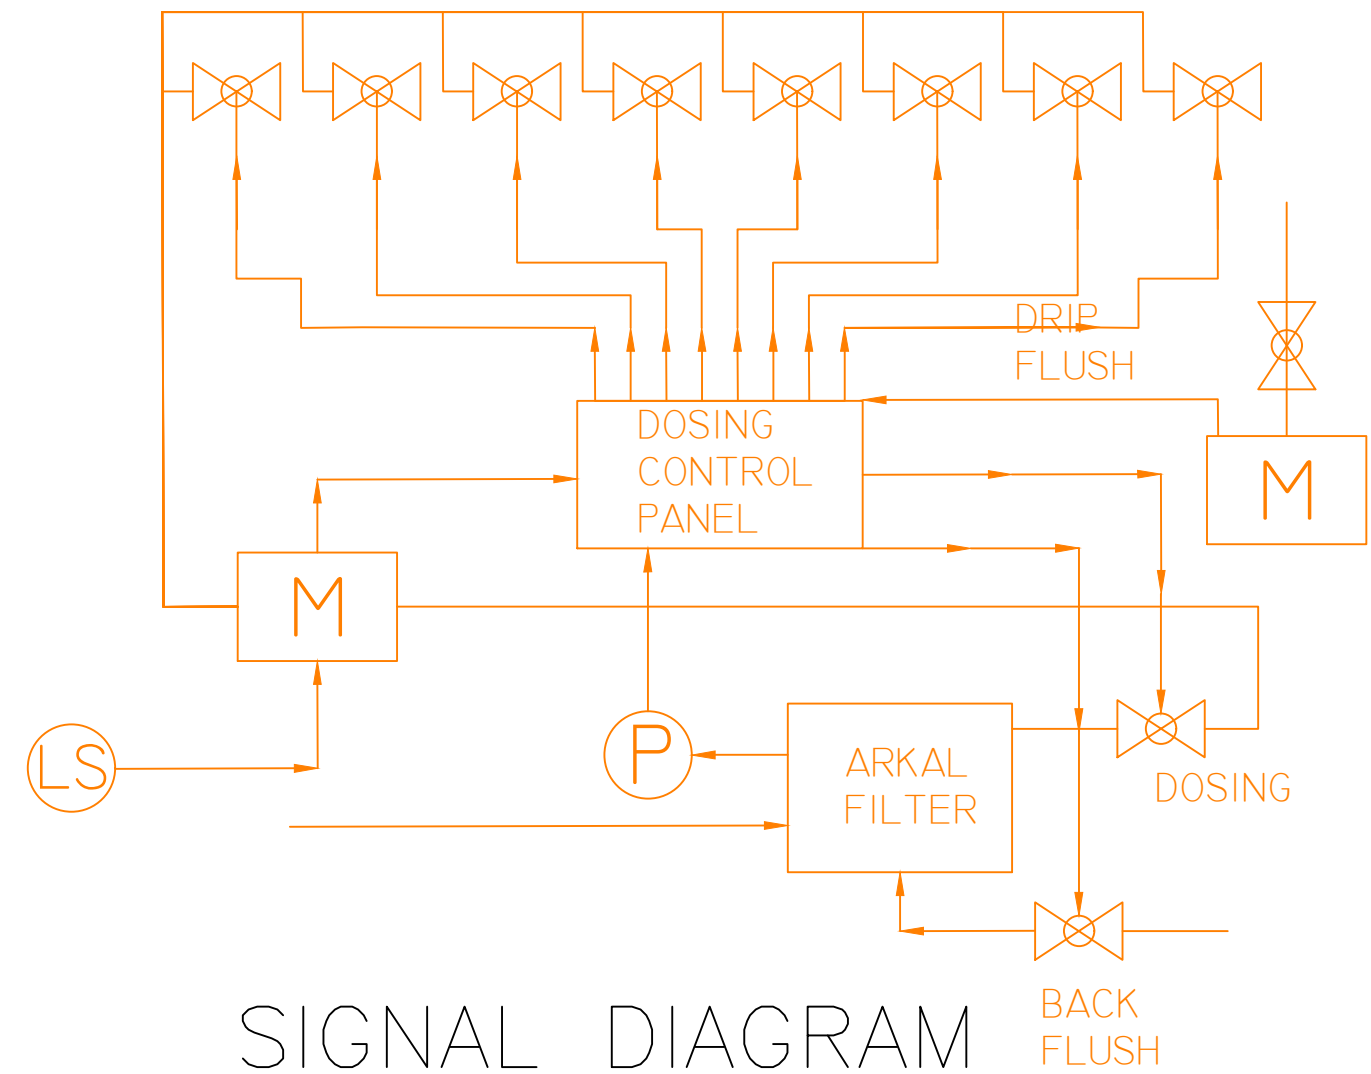 DRIP
FLUSH
DOSING
CONTROL
PANEL
M
M
LS
P
ARKAL
FILTER
DOSING
BACK
FLUSH
SIGNAL DIAGRAM